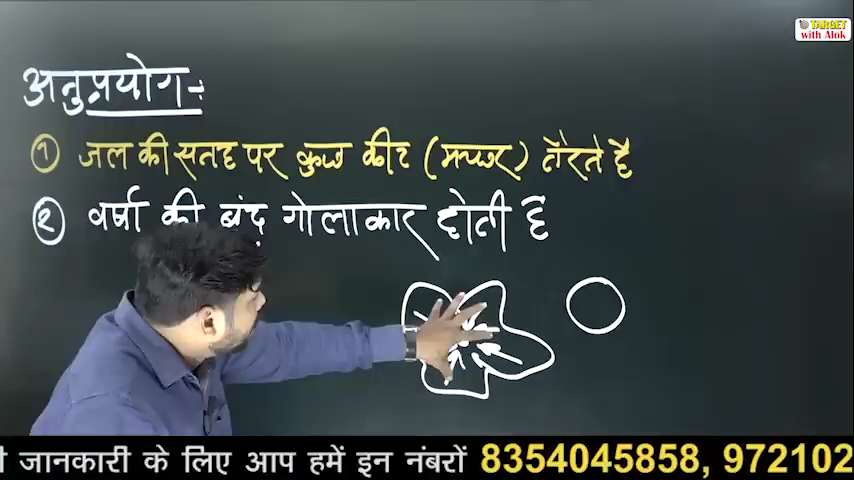 TARGET
with Alok
अनुप्रयोग -:
① जल की सतह पर कुछ कीट (मच्छर) तैरते है
② वर्षा की बूंद गोलाकार होती है
ी जानकारी के लिए आप हमें इन नंबरों 8354045858, 972102